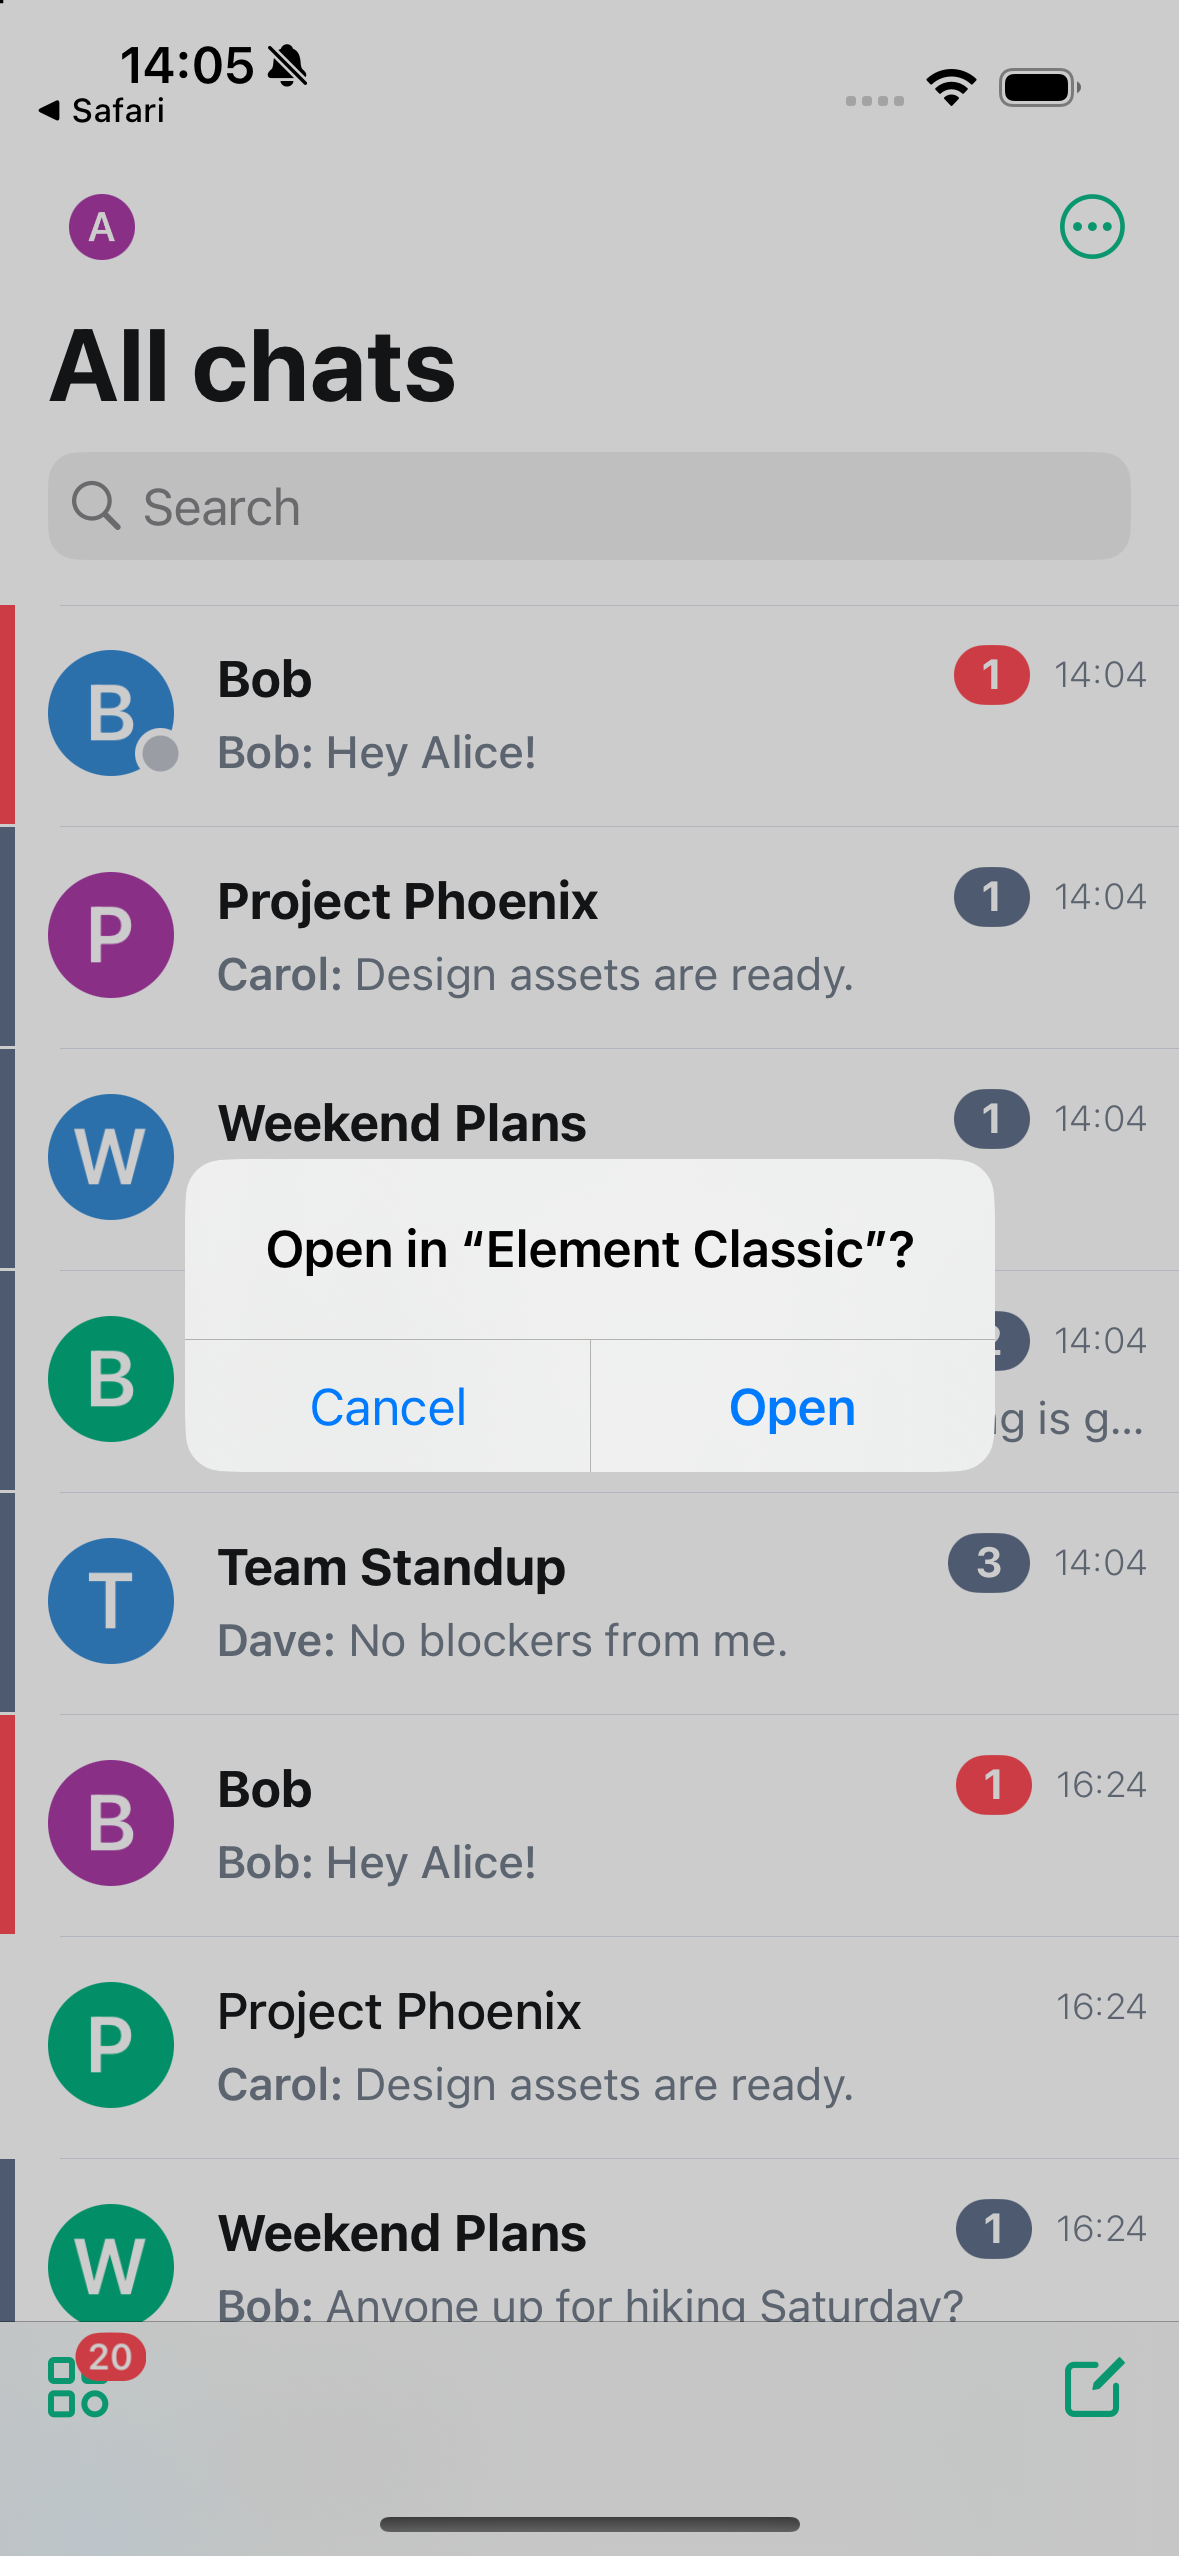 14:05
Safari
A
All chats
Search
B
Bob
1
14:04
Bob: Hey Alice!
P
Project Phoenix
1
14:04
Carol: Design assets are ready.
W
Weekend Plans
1
14:04
Open in “Element Classic”?
Cancel
Open
B
14:04
is g...
T
Team Standup
3
14:04
Dave: No blockers from me.
B
Bob
1
16:24
Bob: Hey Alice!
P
Project Phoenix
16:24
Carol: Design assets are ready.
W
Weekend Plans
1
16:24
Bob: Anyone up for hiking Saturday?
20